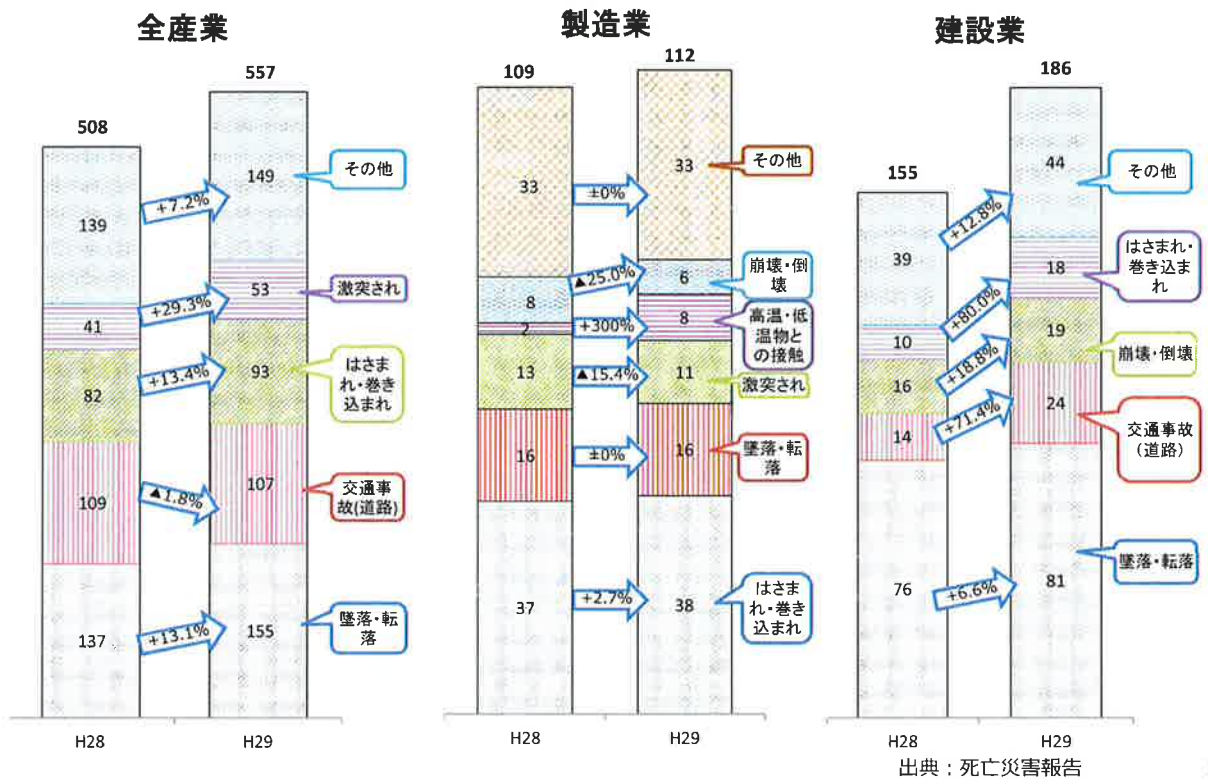 全産業
508
557
139
+7.2%
149
その他
41
+29.3%
53
激突され
82
+13.4%
93
はさま
れ・巻き
込まれ
109
▲1.8%
107
交通事
故(道路)
137
+13.1%
155
墜落・転
落
H28
H29
製造業
109
112
33
±0%
33
その他
8
▲25.0%
6
崩壊・倒
壊
2
+300%
8
高温・低
温物と
の接触
13
▲15.4%
11
激突され
16
±0%
16
墜落・転
落
37
+2.7%
38
はさま
れ・巻き
込まれ
H28
H29
建設業
155
186
39
+12.8%
44
その他
10
+80.0%
18
はさまれ・
巻き込ま
れ
16
+18.8%
19
崩壊・倒壊
14
+71.4%
24
交通事故
（道路）
76
+6.6%
81
墜落・転落
H28
H29
出典：死亡災害報告